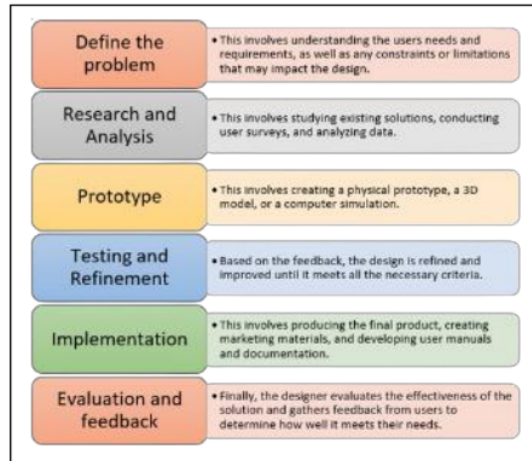 Define the
problem
• This involves understanding the users needs and
requirements, as well as any constraints or limitations
that may impact the design.
Research and
Analysis
• This involves studying existing solutions, conducting
user surveys, and analyzing data.
Prototype
• This involves creating a physical prototype, a 3D
model, or a computer simulation.
Testing and
Refinement
• Based on the feedback, the design is refined and
improved until it meets all the necessary criteria.
Implementation
• This involves producing the final product, creating
marketing materials, and developing user manuals
and documentation.
Evaluation and
feedback
• Finally, the designer evaluates the effectiveness of the
solution and gathers feedback from users to
determine how well it meets their needs.